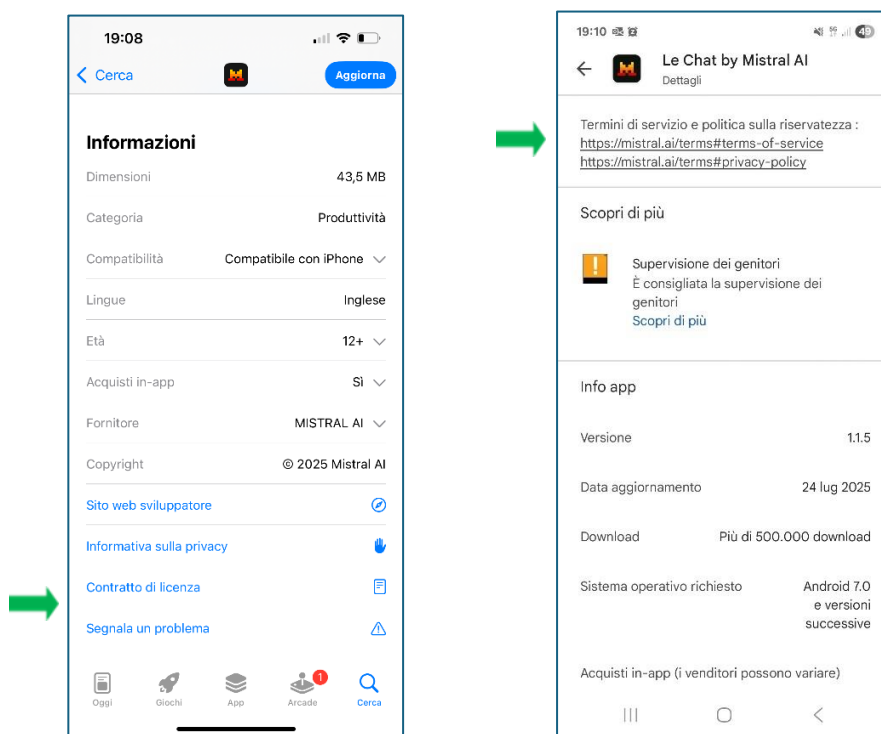 19:08
Cerca
Aggiorna
Informazioni
Dimensioni 43,5 MB
Categoria Produttività
Compatibilità Compatibile con iPhone
Lingue Inglese
Età 12+
Acquisti in-app Sì
Fornitore MISTRAL AI
Copyright © 2025 Mistral AI
Sito web sviluppatore
Informativa sulla privacy
Contratto di licenza
Segnala un problema
1
Oggi Giochi App Arcade Cerca
19:10
5G
49
Le Chat by Mistral AI
Dettagli
Termini di servizio e politica sulla riservatezza :
https://mistral.ai/terms#terms-of-service
https://mistral.ai/terms#privacy-policy
Scopri di più
Supervisione dei genitori
È consigliata la supervisione dei
genitori
Scopri di più
Info app
Versione 1.1.5
Data aggiornamento 24 lug 2025
Download Più di 500.000 download
Sistema operativo richiesto Android 7.0
e versioni
successive
Acquisti in-app (i venditori possono variare)